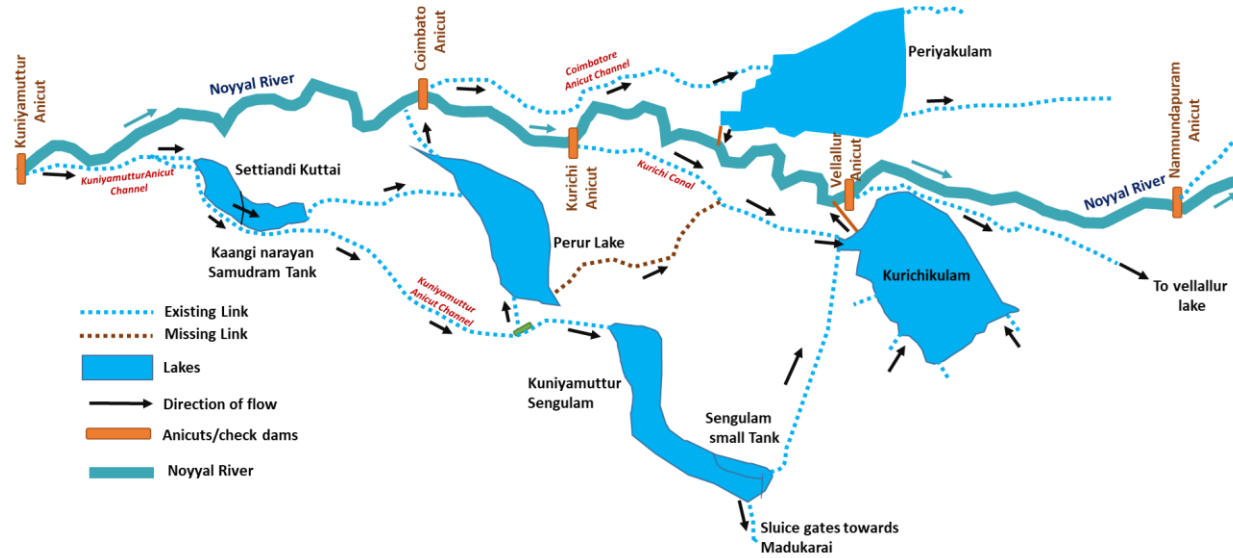 Kuniyamuttur
Anicut
Noyyal River
KuniyamutturAnicut
Channel
Settiandi Kuttai
Kaangi narayan
Samudram Tank
Coimbato
Anicut
Coimbatore
Anicut Channel
Kurichi
Anicut
Kurichi Canal
Periyakulam
Vellallur
Anicut
Namnundapuram
Anicut
Noyyal River
Perur Lake
Kuniyamuttur
Anicut Channel
Kurichikulam
To vellallur
lake
Kuniyamuttur
Sengulam
Sengulam
small Tank
Sluice gates towards
Madukarai
Existing Link
Missing Link
Lakes
Direction of flow
Anicuts/check dams
Noyyal River